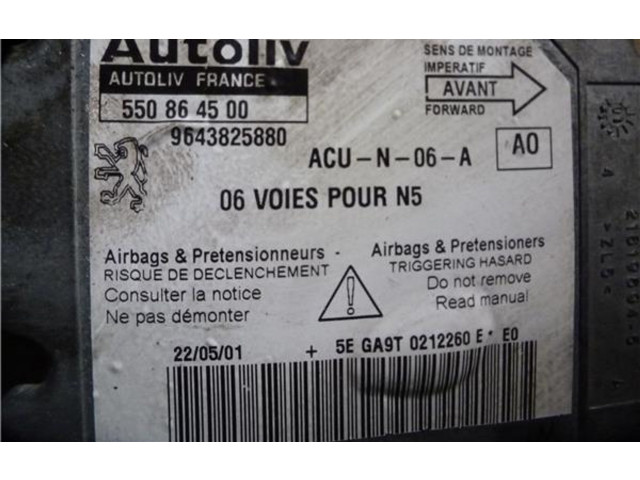 Autoliv
AUTOLIV FRANCE
550 86 45 00
9643825880
SENS DE MONTAGE
IMPERATIF
AVANT
FORWARD
ACU-N-06-A
A0
06 VOIES POUR N5
Airbags & Pretensionneurs
RISQUE DE DECLENCHEMENT
Consulter la notice
Ne pas démonter
Airbags & Pretensioners
TRIGGERING HASARD
Do not remove
Read manual
22/05/01 + 5E GA9T 0212260 E* E0